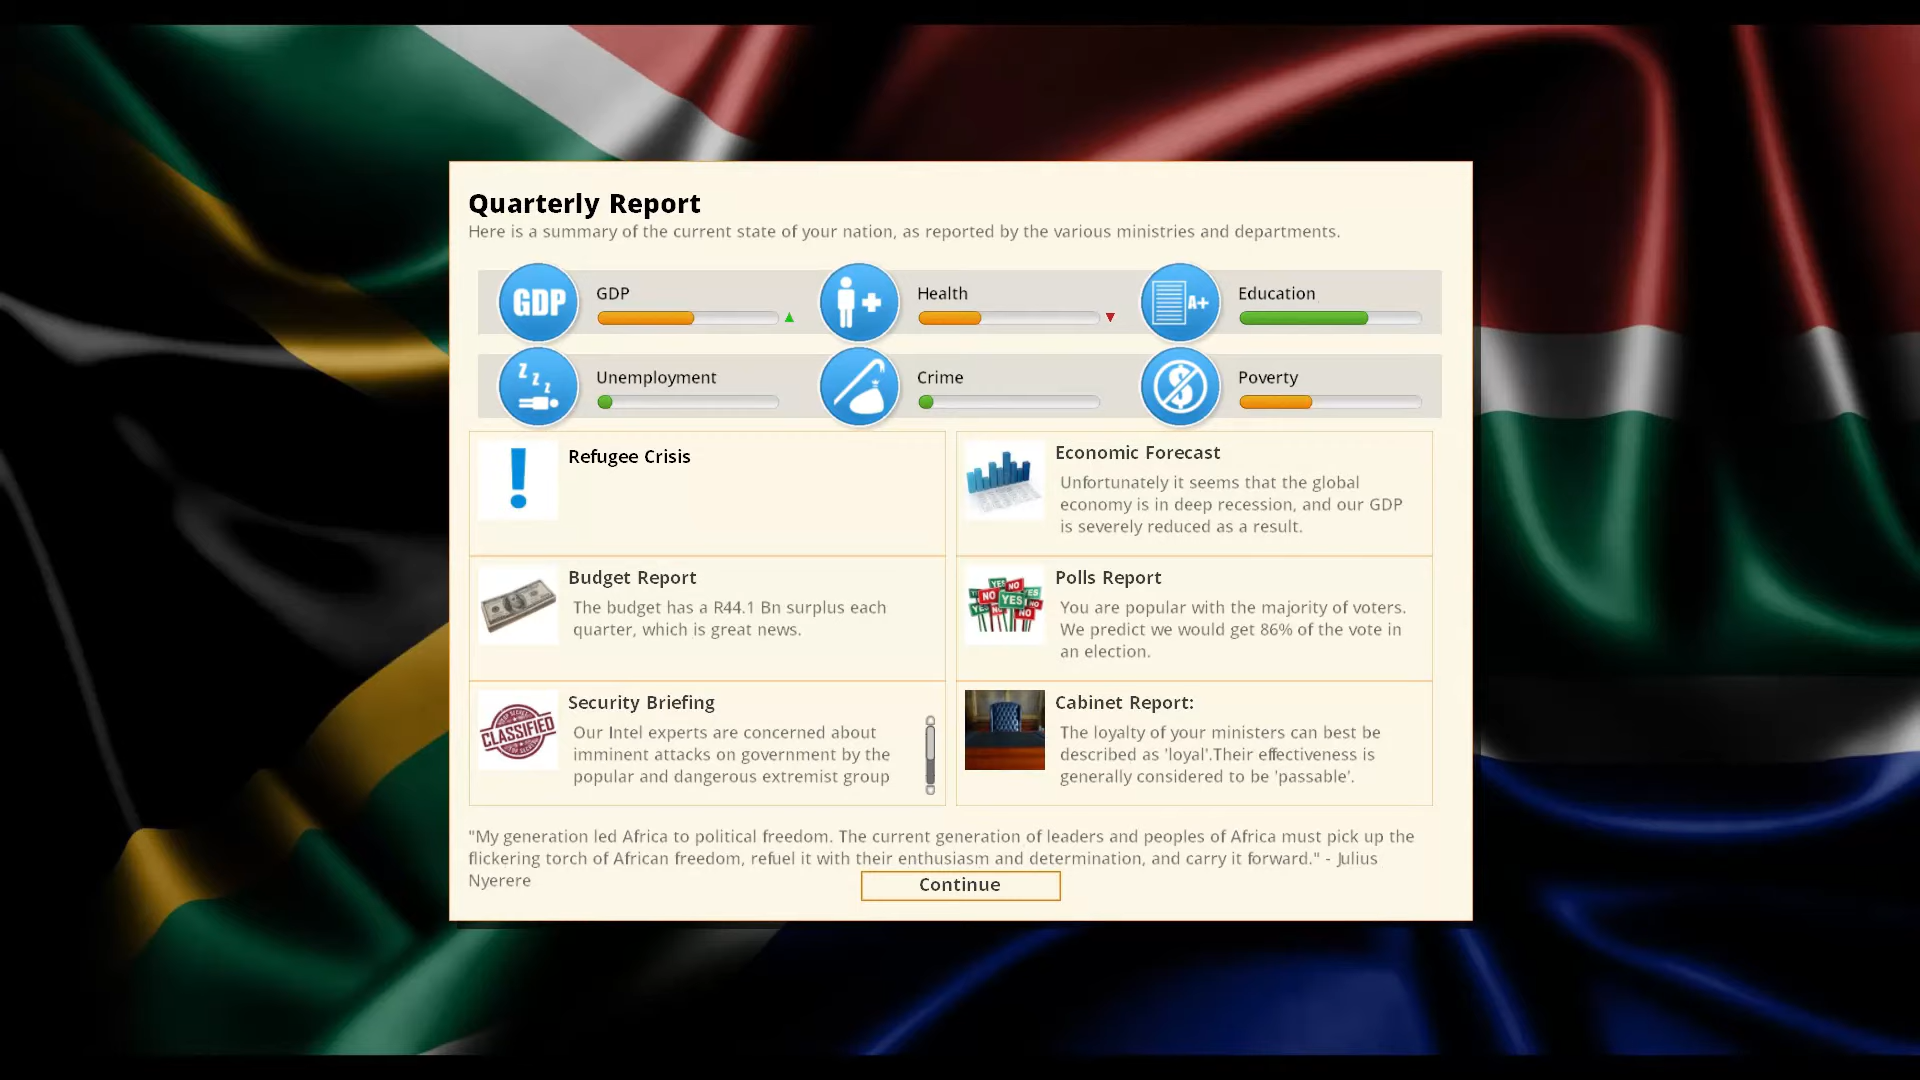 Quarterly Report
Here is a summary of the current state of your nation, as reported by the various ministries and departments.
GDP
GDP
Health
A+
Education
Z Z Z
Unemployment
Crime
$
Poverty
!
Refugee Crisis
Economic Forecast
Unfortunately it seems that the global
economy is in deep recession, and our GDP
is severely reduced as a result.
Budget Report
The budget has a R44.1 Bn surplus each
quarter, which is great news.
YES NO
NO YES YES
NO
Polls Report
You are popular with the majority of voters.
We predict we would get 86% of the vote in
an election.
CLASSIFIED
Security Briefing
Our Intel experts are concerned about
imminent attacks on government by the
popular and dangerous extremist group
Cabinet Report:
The loyalty of your ministers can best be
described as 'loyal'.Their effectiveness is
generally considered to be 'passable'.
"My generation led Africa to political freedom. The current generation of leaders and peoples of Africa must pick up the
flickering torch of African freedom, refuel it with their enthusiasm and determination, and carry it forward." - Julius
Nyerere
Continue